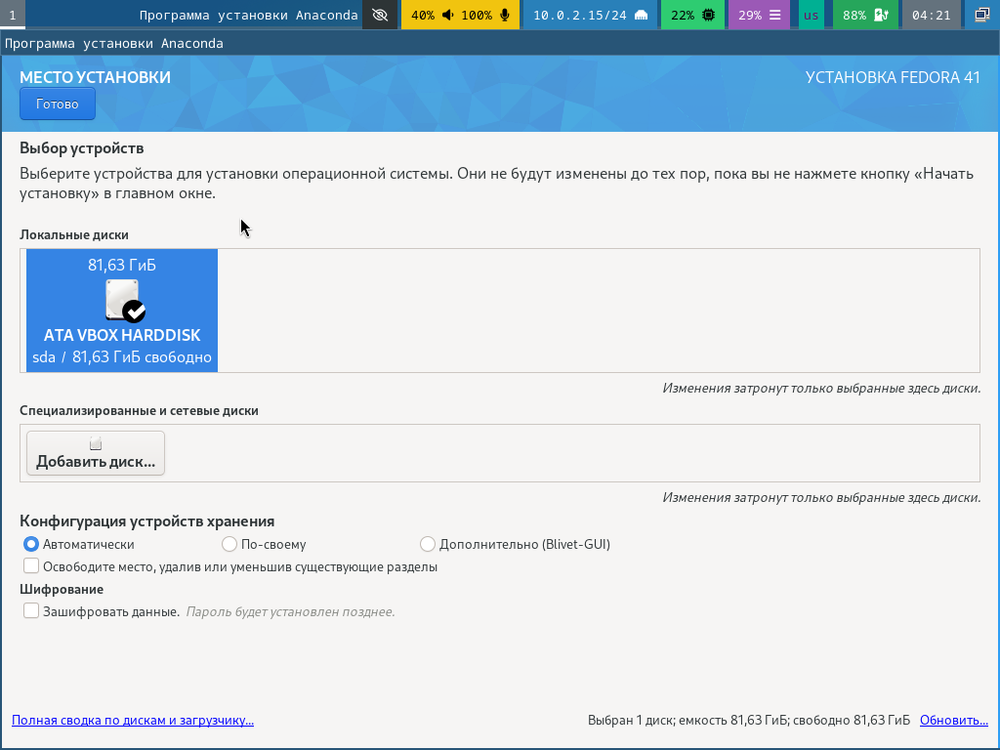 1 Программа установки Anaconda 40% 100% 10.0.2.15/24 22% 29% us 88% 04:21
Программа установки Anaconda
МЕСТО УСТАНОВКИ УСТАНОВКА FEDORA 41
Готово
Выбор устройств
Выберите устройства для установки операционной системы. Они не будут изменены до тех пор, пока вы не нажмете кнопку «Начать
установку» в главном окне.
Локальные диски
81,63 ГиБ
ATA VBOX HARDDISK
sda / 81,63 ГиБ свободно
Изменения затронут только выбранные здесь диски.
Специализированные и сетевые диски
Добавить диск...
Изменения затронут только выбранные здесь диски.
Конфигурация устройств хранения
Автоматически По-своему Дополнительно (Blivet-GUI)
Освободите место, удалив или уменьшив существующие разделы
Шифрование
Зашифровать данные. Пароль будет установлен позднее.
Полная сводка по дискам и загрузчику... Выбран 1 диск; емкость 81,63 ГиБ; свободно 81,63 ГиБ Обновить...